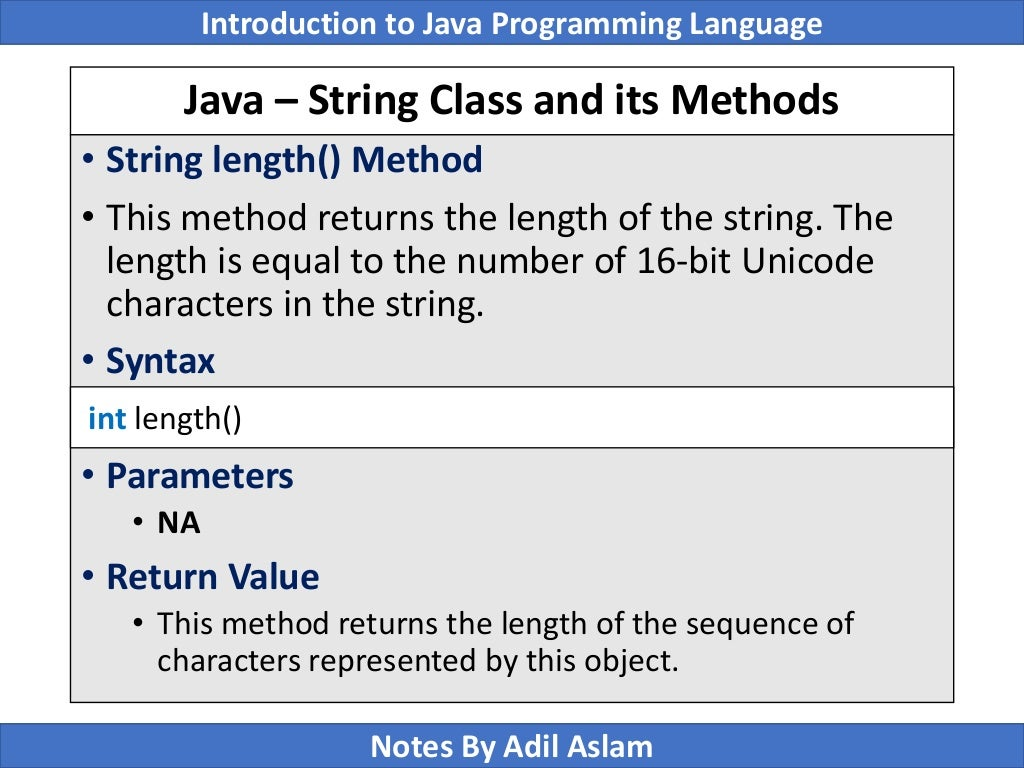 Introduction to Java Programming Language
Java – String Class and its Methods
• String length() Method
• This method returns the length of the string. The
length is equal to the number of 16-bit Unicode
characters in the string.
• Syntax
int length()
• Parameters
• NA
• Return Value
• This method returns the length of the sequence of
characters represented by this object.
Notes By Adil Aslam